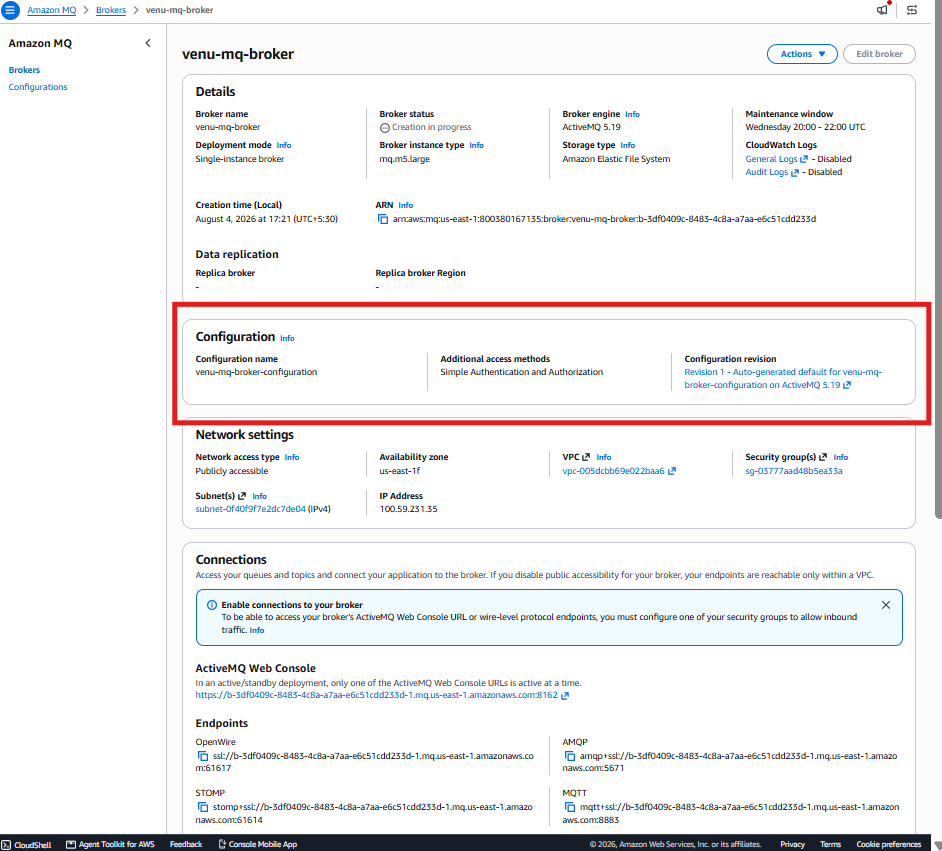 Amazon MQ > Brokers > venu-mq-broker
Amazon MQ
Brokers
Configurations
venu-mq-broker
Actions
Edit broker
Details
Broker name
venu-mq-broker
Broker status
Creation in progress
Broker engine Info
ActiveMQ 5.19
Maintenance window
Wednesday 20:00 - 22:00 UTC
Deployment mode Info
Single-instance broker
Broker instance type Info
mq.m5.large
Storage type Info
Amazon Elastic File System
CloudWatch Logs
General Logs - Disabled
Audit Logs - Disabled
Creation time (Local)
August 4, 2026 at 17:21 (UTC+5:30)
ARN Info
arn:aws:mq:us-east-1:800380167135:broker:venu-mq-broker:b-3df0409c-8483-4c8a-a7aa-e6c51cdd233d
Data replication
Replica broker
-
Replica broker Region
-
Configuration Info
Configuration name
venu-mq-broker-configuration
Additional access methods
Simple Authentication and Authorization
Configuration revision
Revision 1 - Auto-generated default for venu-mq-
broker-configuration on ActiveMQ 5.19
Network settings
Network access type Info
Publicly accessible
Availability zone
us-east-1f
VPC Info
vpc-005dcbb69e022baa6
Security group(s) Info
sg-03777aad48b5ea33a
Subnet(s) Info
subnet-0f40f9f7e2dc7de04 (IPv4)
IP Address
100.59.231.35
Connections
Access your queues and topics and connect your application to the broker. If you disable public accessibility for your broker, your endpoints are reachable only within a VPC.
Enable connections to your broker
To be able to access your broker's ActiveMQ Web Console URL or wire-level protocol endpoints, you must configure one of your security groups to allow inbound
traffic. Info
ActiveMQ Web Console
In an active/standby deployment, only one of the ActiveMQ Web Console URLs is active at a time.
https://b-3df0409c-8483-4c8a-a7aa-e6c51cdd233d-1.mq.us-east-1.amazonaws.com:8162
Endpoints
OpenWire
ssl://b-3df0409c-8483-4c8a-a7aa-e6c51cdd233d-1.mq.us-east-1.amazonaws.co
m:61617
AMQP
amqp+ssl://b-3df0409c-8483-4c8a-a7aa-e6c51cdd233d-1.mq.us-east-1.amazo
naws.com:5671
STOMP
stomp+ssl://b-3df0409c-8483-4c8a-a7aa-e6c51cdd233d-1.mq.us-east-1.amazo
naws.com:61614
MQTT
mqtt+ssl://b-3df0409c-8483-4c8a-a7aa-e6c51cdd233d-1.mq.us-east-1.amazon
aws.com:8883
CloudShell
Agent Toolkit for AWS
Feedback
Console Mobile App
© 2026, Amazon Web Services, Inc. or its affiliates.
Privacy
Terms
Cookie preferences